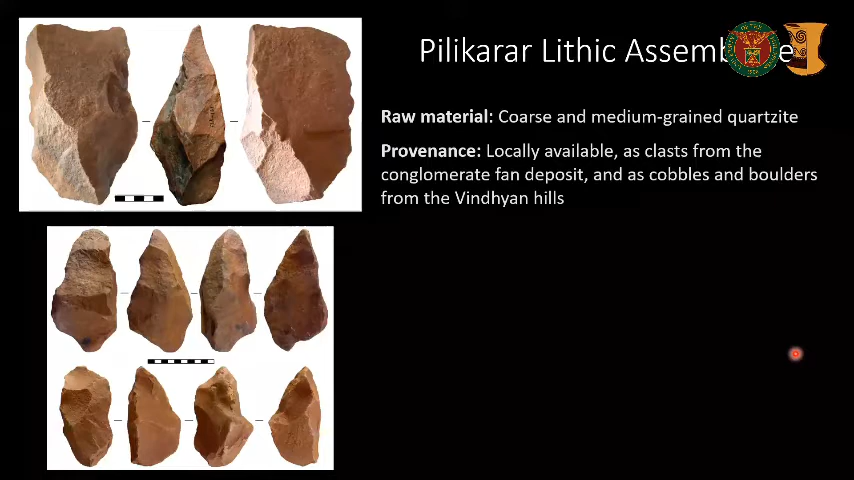 Pilikarar Lithic Assemb
Raw material: Coarse and medium-grained quartzite
Provenance: Locally available, as clasts from the
conglomerate fan deposit, and as cobbles and boulders
from the Vindhyan hills